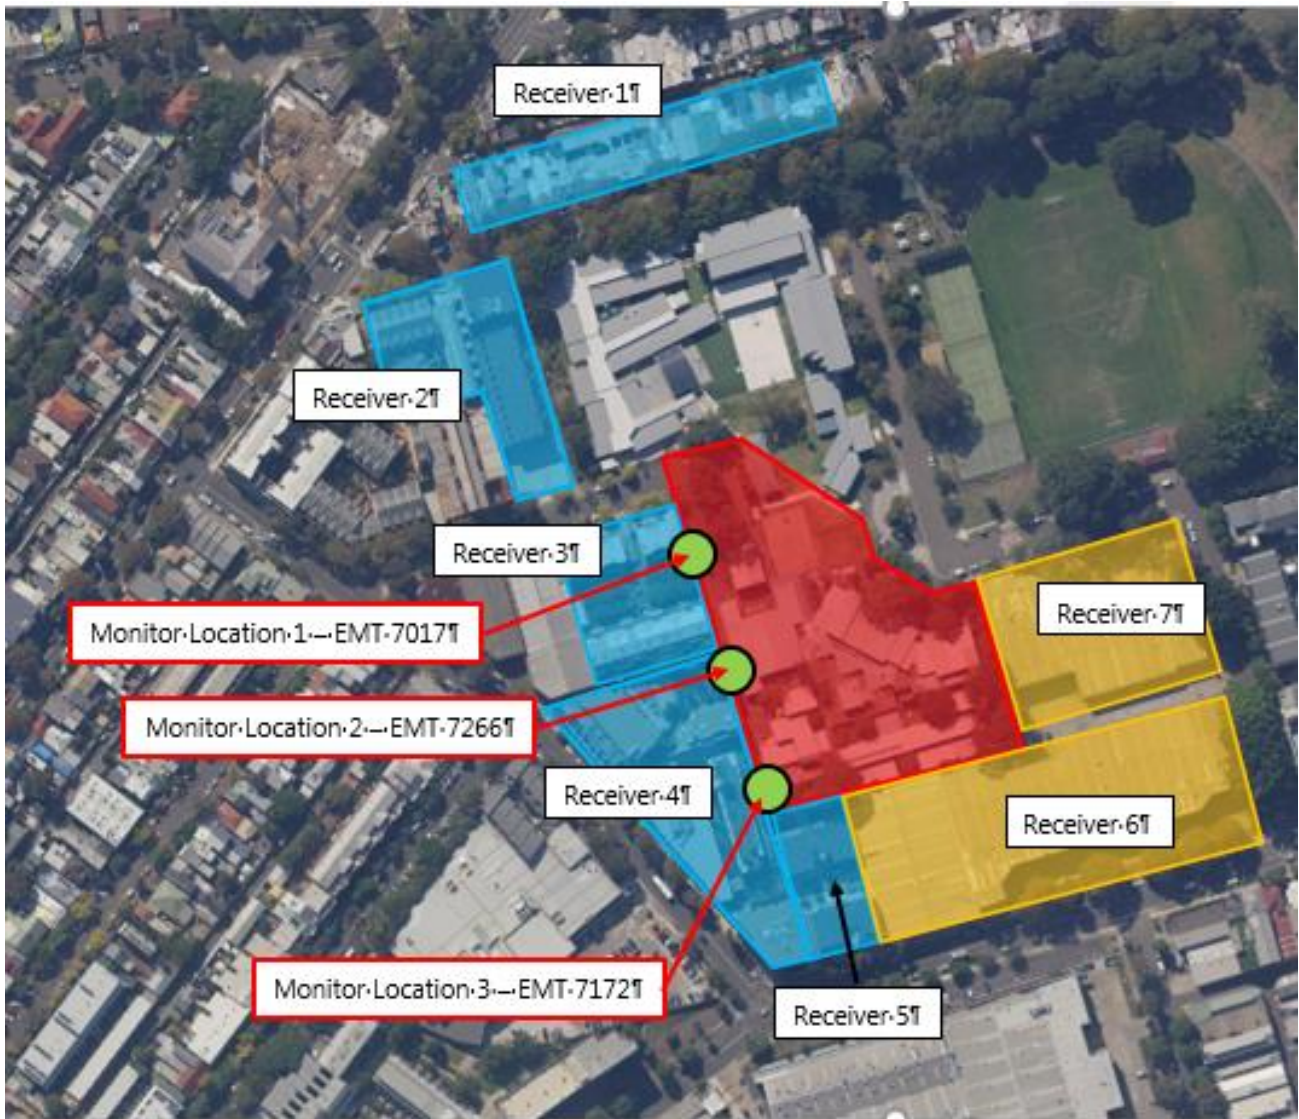 Receiver·1¶
Receiver·2¶
Receiver·3¶
Monitor·Location·1·–·EMT·7017¶
Receiver·7¶
Monitor·Location·2·–·EMT·7266¶
Receiver·4¶
Receiver·6¶
Monitor·Location·3·–·EMT·7172¶
Receiver·5¶